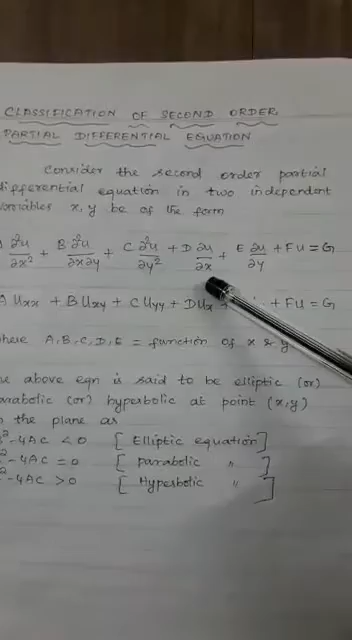 CLASSIFICATION OF SECOND ORDER
PARTIAL DIFFERENTIAL EQUATION
Consider the second order partial
differential equation in two independent
variables x, y be of the form
∂²u/∂x² + B ∂²u/∂x∂y + C ∂²u/∂y² + D ∂u/∂x + E ∂u/∂y + Fu = G
A Uxx + B Uxy + C Uyy + DUx + + FU = G
where A, B, C, D, E = function of x & y
above eqn is said to be elliptic (or)
parabolic (or) hyperbolic at point (x,y)
the plane as
²-4AC < 0 [Elliptic equation]
²-4AC = 0 [parabolic " ]
²-4AC > 0 [Hyperbolic " ]